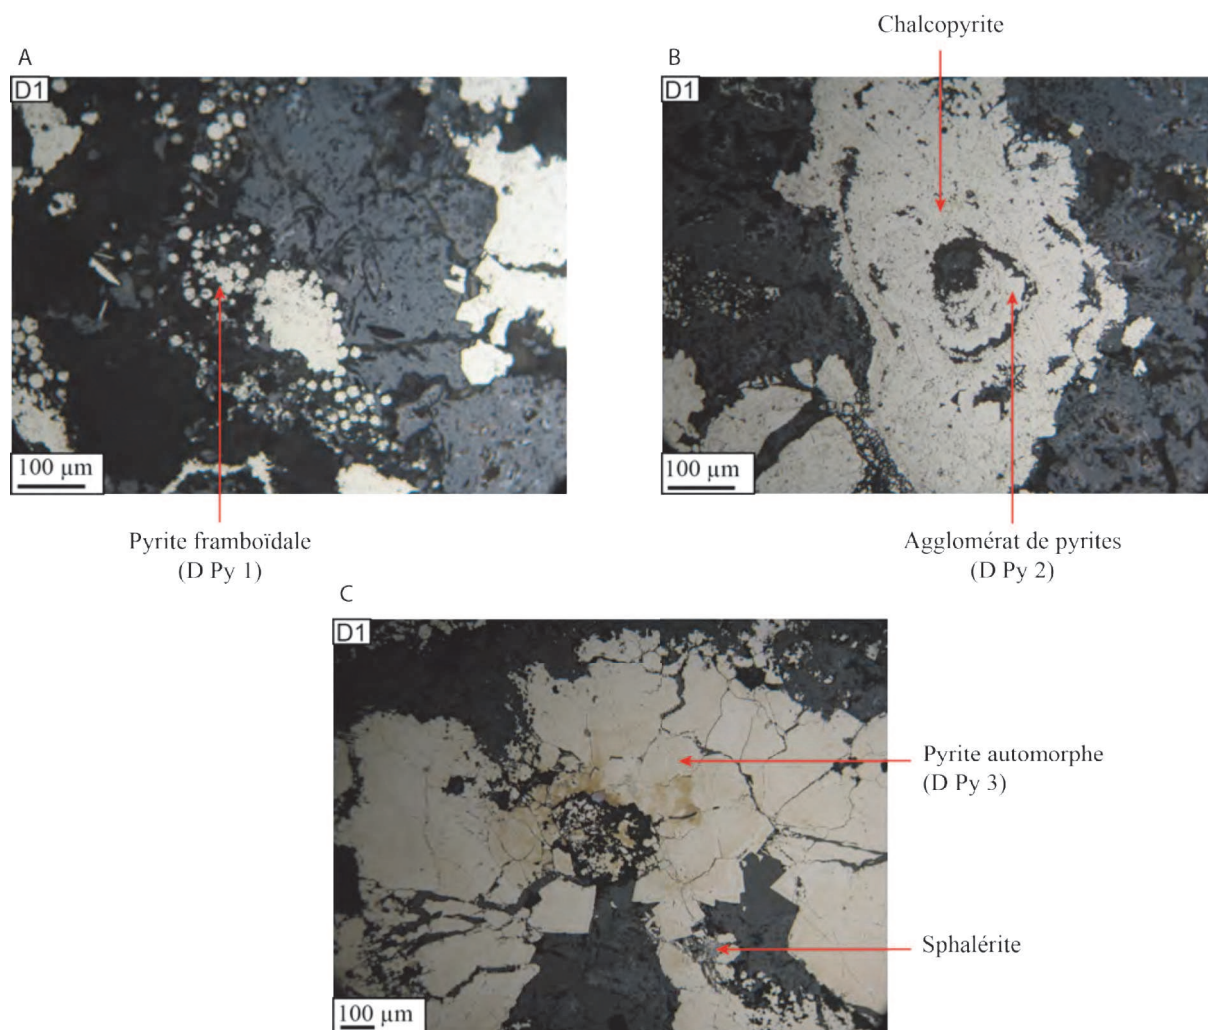 Chalcopyrite
A
B
D1
D1
100 µm
100 µm
Pyrite framboïdale
(D Py 1)
Agglomérat de pyrites
(D Py 2)
C
D1
Pyrite automorphe
(D Py 3)
Sphalérite
100 µm